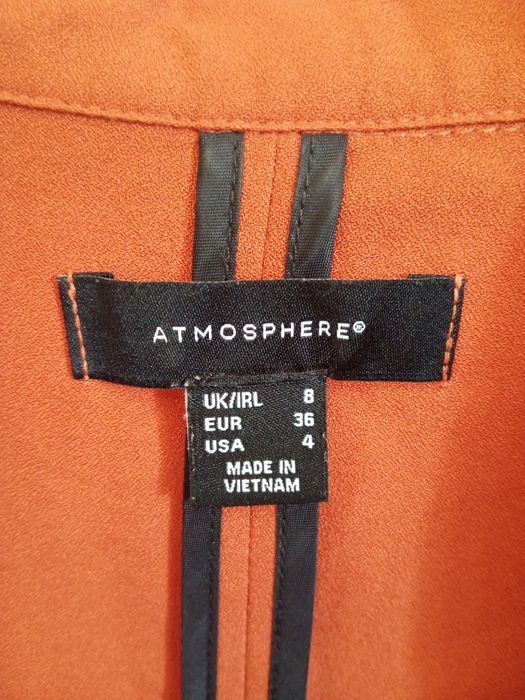 ATMOSPHERE®
UK/IRL 8
EUR 36
USA 4
MADE IN
VIETNAM